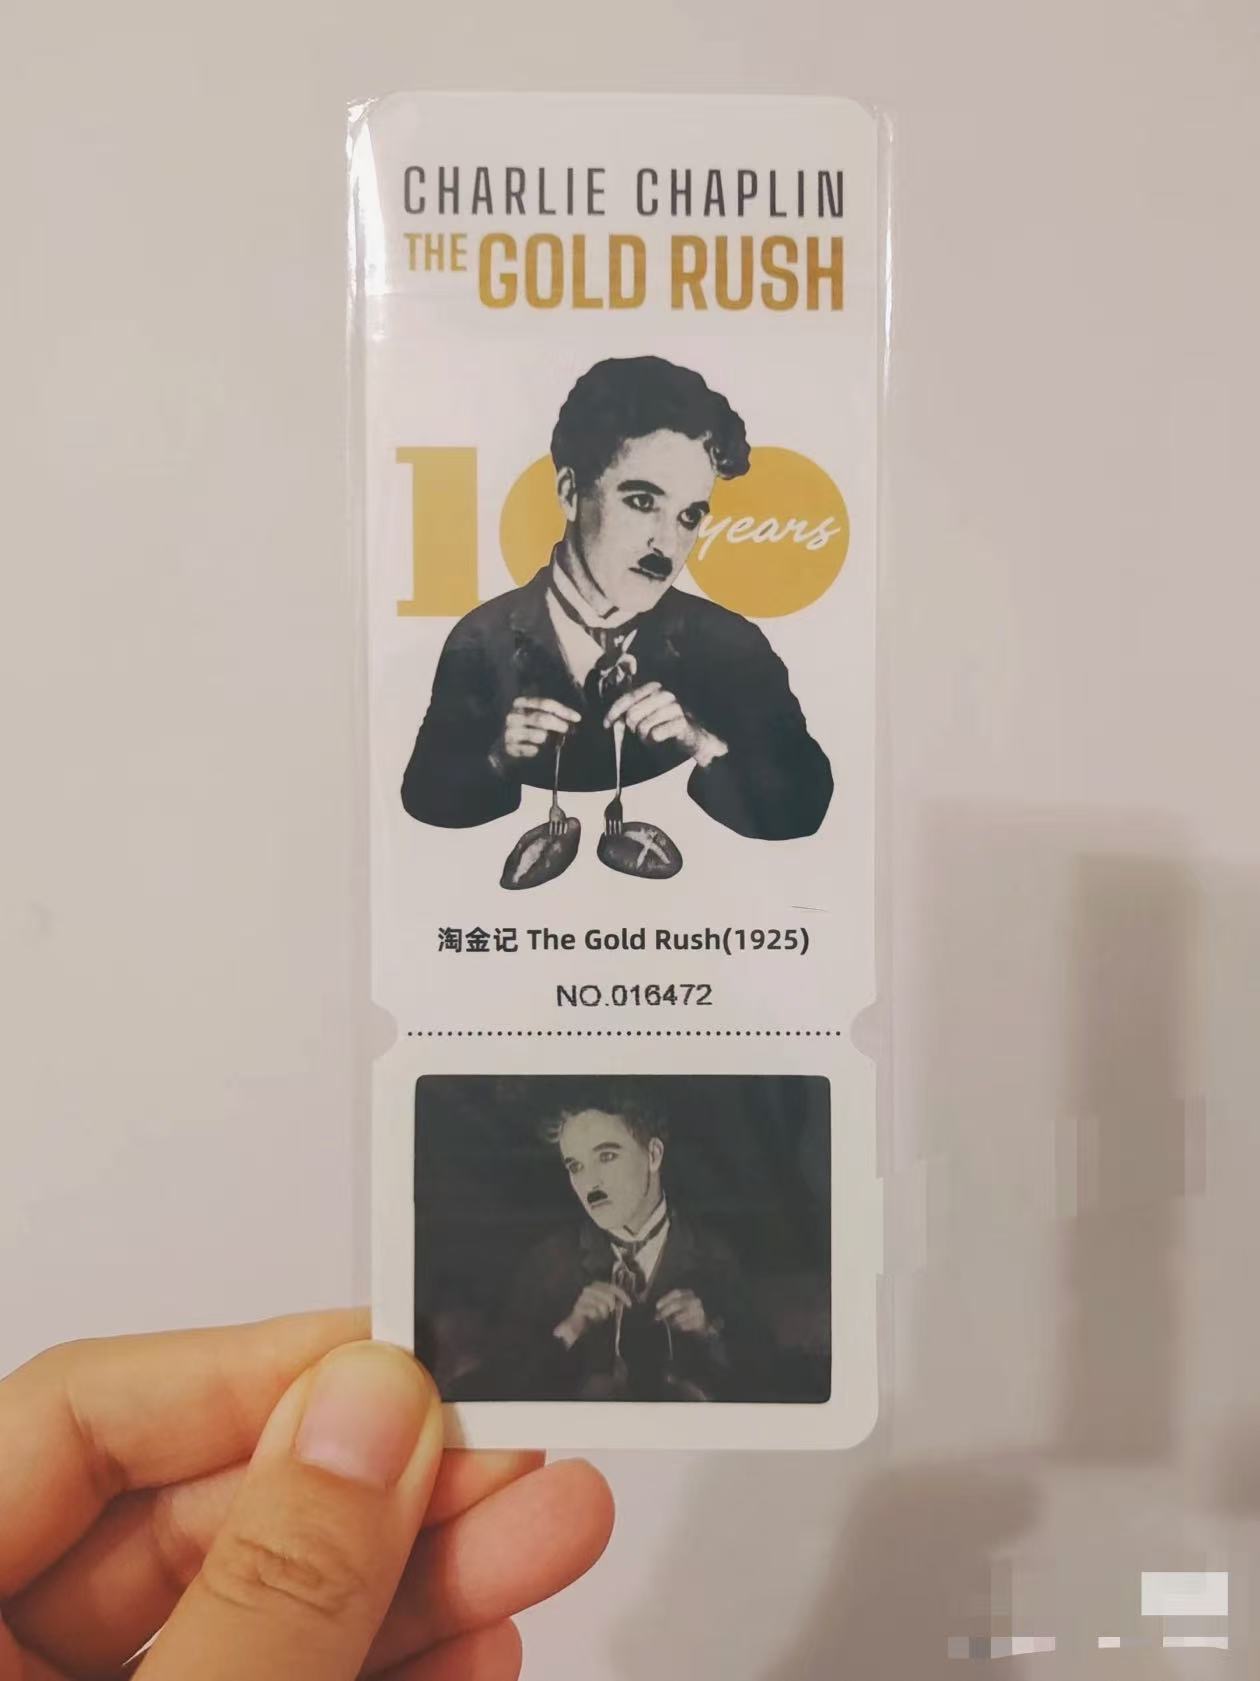 CHARLIE CHAPLIN
THE GOLD RUSH
100 years
淘金记 The Gold Rush(1925)
NO.016472